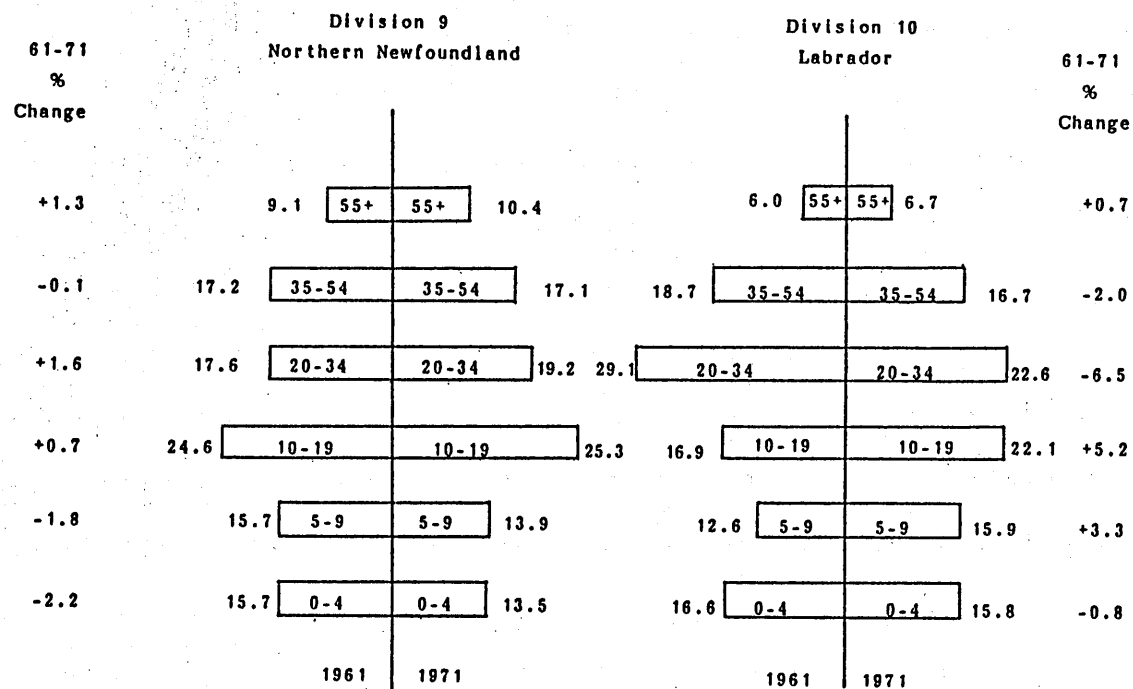 Division 9
Northern Newfoundland
Division 10
Labrador
61-71
%
Change
61-71
%
Change
+1.3 9.1 55+ 55+ 10.4 6.0 55+ 55+ 6.7 +0.7
-0.1 17.2 35-54 35-54 17.1 18.7 35-54 35-54 16.7 -2.0
+1.6 17.6 20-34 20-34 19.2 29.1 20-34 20-34 22.6 -6.5
+0.7 24.6 10-19 10-19 25.3 16.9 10-19 10-19 22.1 +5.2
-1.8 15.7 5-9 5-9 13.9 12.6 5-9 5-9 15.9 +3.3
-2.2 15.7 0-4 0-4 13.5 16.6 0-4 0-4 15.8 -0.8
1961 1971 1961 1971